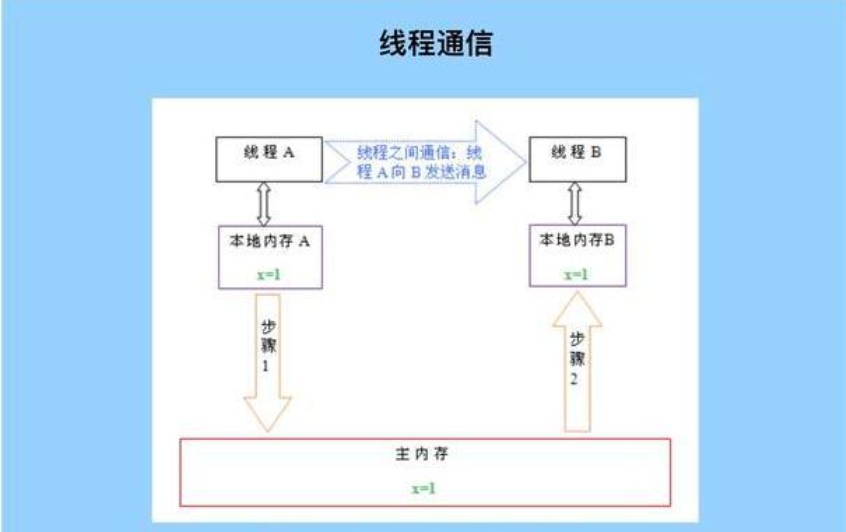 线程通信
线程 A
线程之间通信：线
程 A 向 B 发送消息
线程 B
本地内存 A
x=1
本地内存B
x=1
步
骤
1
步
骤
2
主内存
x=1